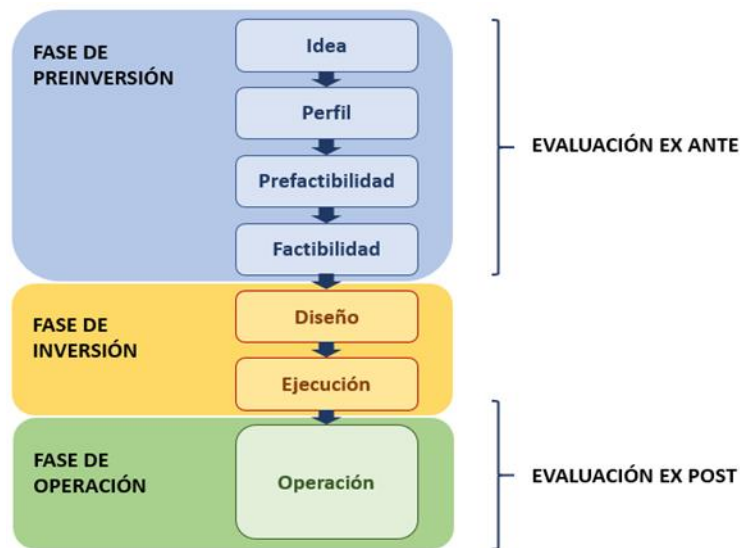 FASE DE
PREINVERSIÓN
Idea
Perfil
Prefactibilidad
Factibilidad
EVALUACIÓN EX ANTE
FASE DE
INVERSIÓN
Diseño
Ejecución
FASE DE
OPERACIÓN
Operación
EVALUACIÓN EX POST